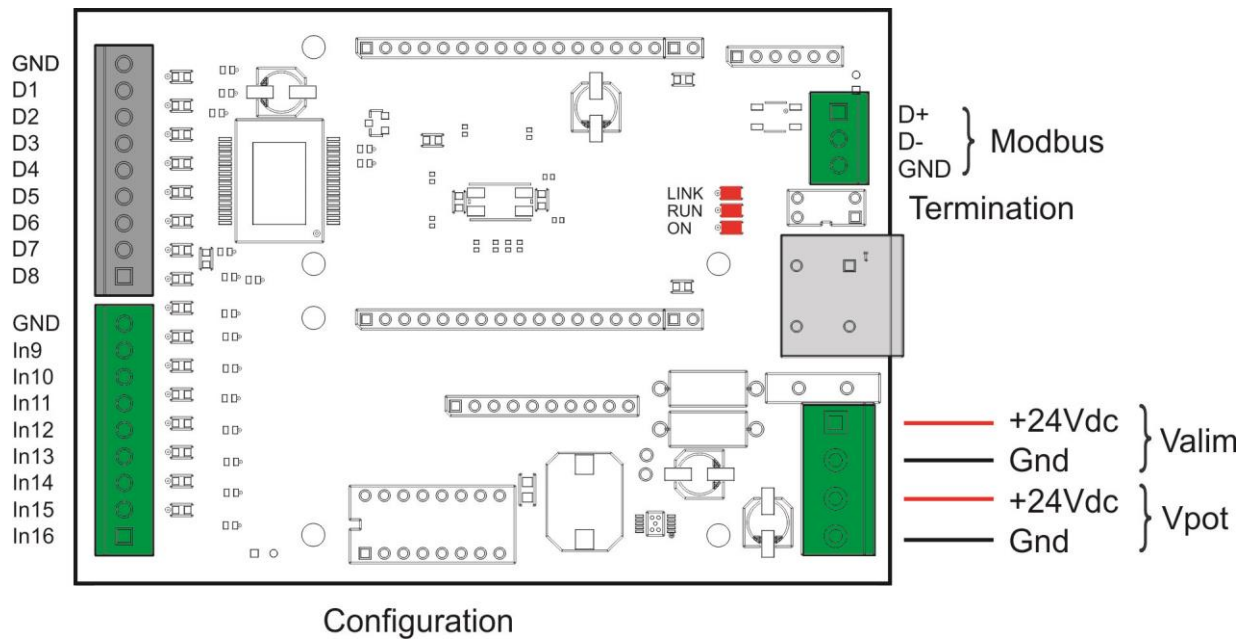 GND
D1
D2
D3
D4
D5
D6
D7
D8
GND
In9
In10
In11
In12
In13
In14
In15
In16
LINK
RUN
ON
D+
D-
GND
Modbus
Termination
+24Vdc
Gnd
Valim
+24Vdc
Gnd
Vpot
Configuration